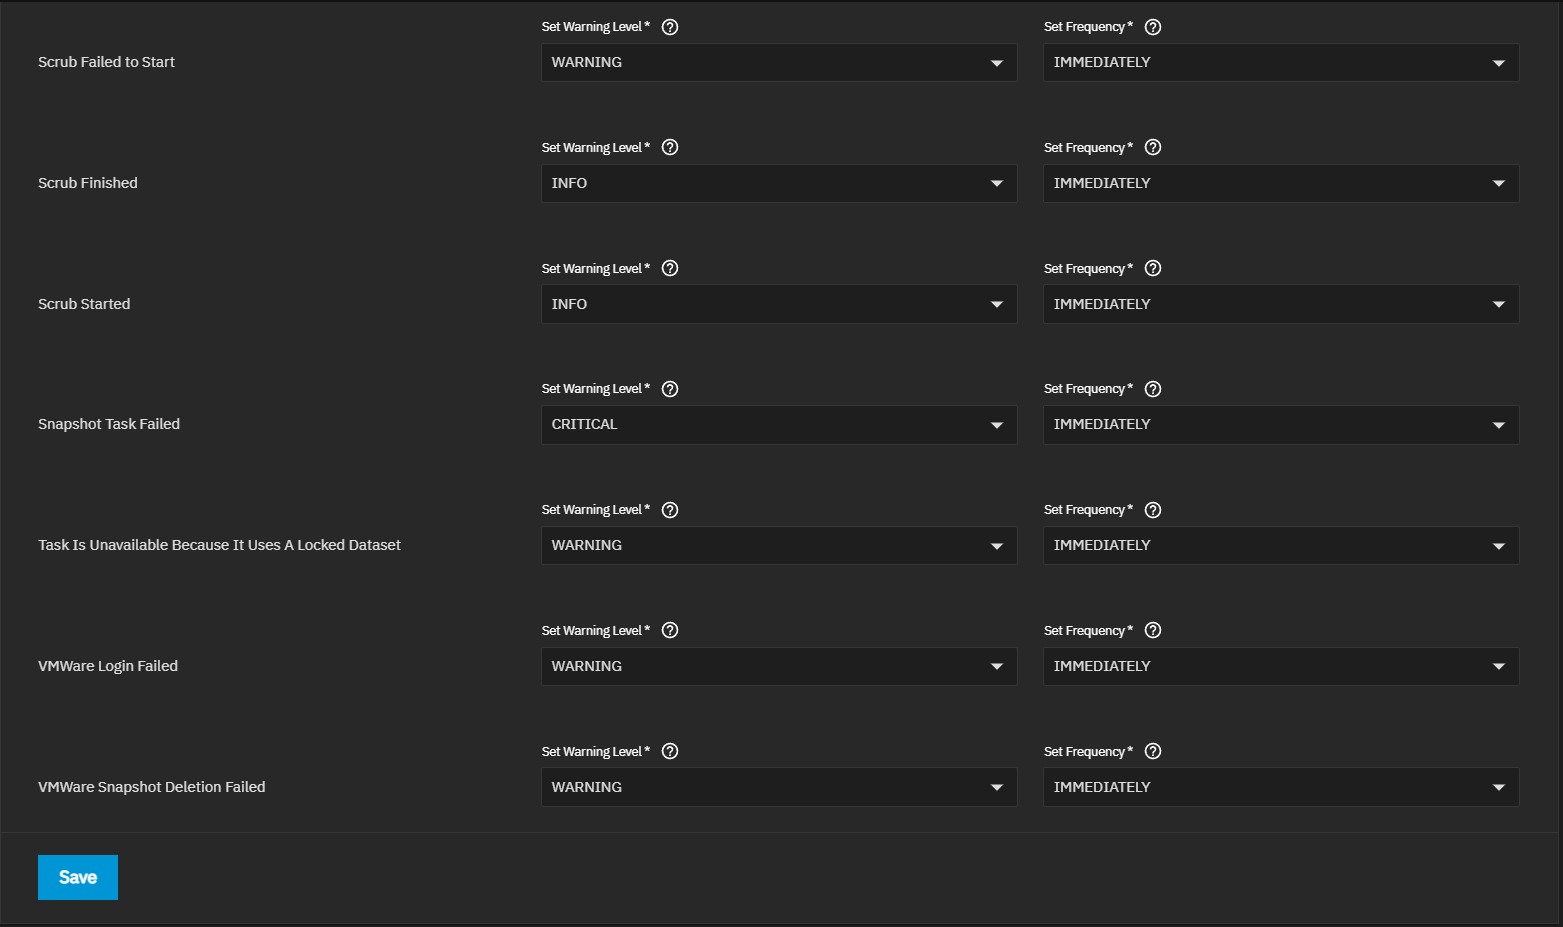 Set Warning Level *
Set Frequency *
Scrub Failed to Start
WARNING
IMMEDIATELY
Set Warning Level *
Set Frequency *
Scrub Finished
INFO
IMMEDIATELY
Set Warning Level *
Set Frequency *
Scrub Started
INFO
IMMEDIATELY
Set Warning Level *
Set Frequency *
Snapshot Task Failed
CRITICAL
IMMEDIATELY
Set Warning Level *
Set Frequency *
Task Is Unavailable Because It Uses A Locked Dataset
WARNING
IMMEDIATELY
Set Warning Level *
Set Frequency *
VMWare Login Failed
WARNING
IMMEDIATELY
Set Warning Level *
Set Frequency *
VMWare Snapshot Deletion Failed
WARNING
IMMEDIATELY
Save